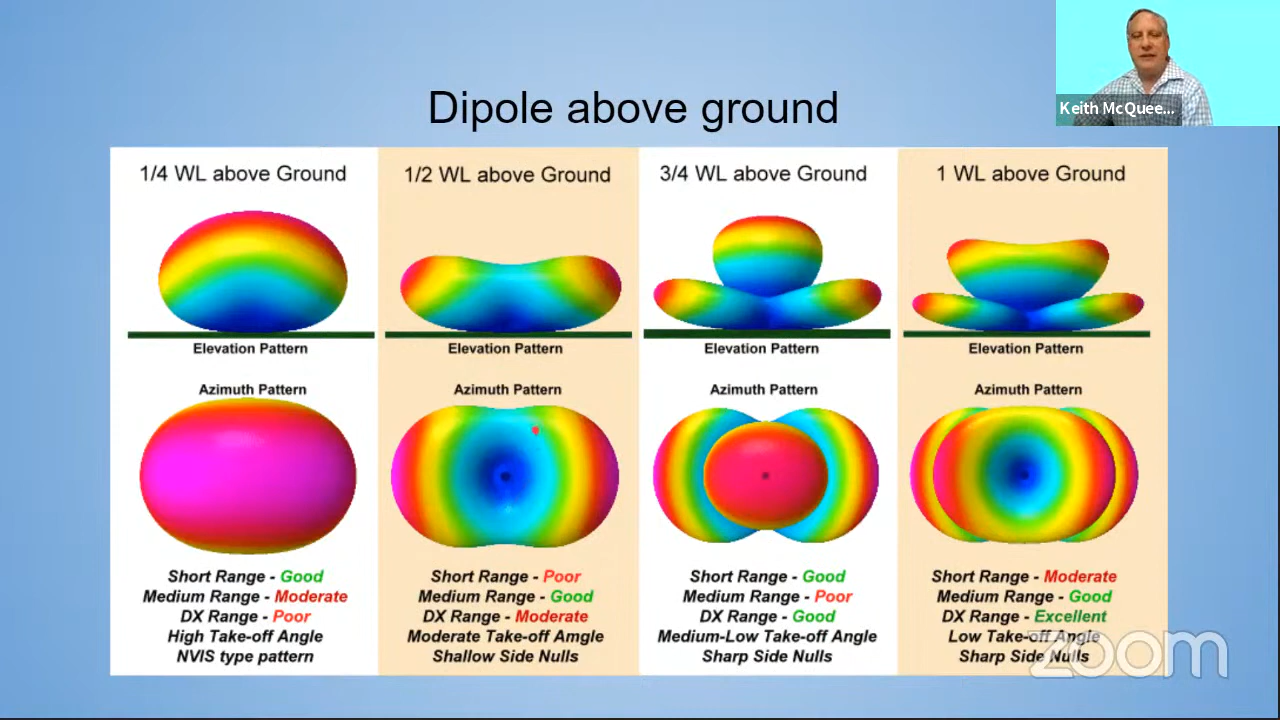 Keith McQuee...
Dipole above ground
1/4 WL above Ground
Elevation Pattern
Azimuth Pattern
Short Range - Good
Medium Range - Moderate
DX Range - Poor
High Take-off Angle
NVIS type pattern
1/2 WL above Ground
Elevation Pattern
Azimuth Pattern
Short Range - Poor
Medium Range - Good
DX Range - Moderate
Moderate Take-off Amgle
Shallow Side Nulls
3/4 WL above Ground
Elevation Pattern
Azimuth Pattern
Short Range - Good
Medium Range - Poor
DX Range - Good
Medium-Low Take-off Angle
Sharp Side Nulls
1 WL above Ground
Elevation Pattern
Azimuth Pattern
Short Range - Moderate
Medium Range - Good
DX Range - Excellent
Low Take-off Angle
Sharp Side Nulls
zoom